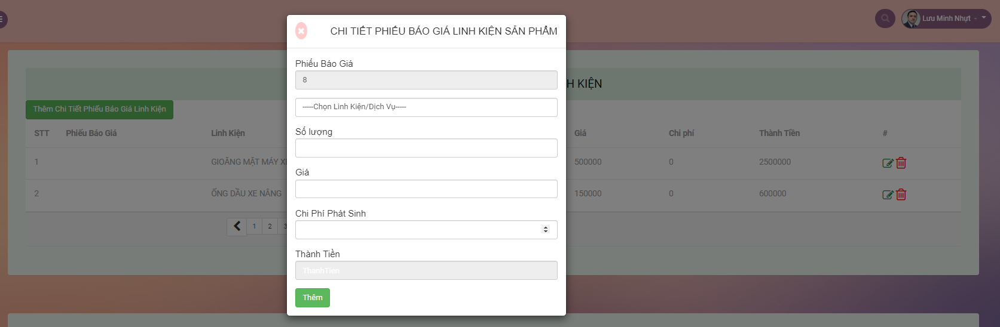 Lưu Minh Nhựt -
CHI TIẾT PHIẾU BÁO GIÁ LINH KIỆN SẢN PHẨM
Phiếu Báo Giá
8
H KIỆN
-----Chọn Linh Kiện/Dịch Vụ-----
Thêm Chi Tiết Phiếu Báo Giá Linh Kiện
Số lượng
STT Phiếu Báo Giá Linh Kiện Giá Chi phí Thành Tiền #
1 GIOĂNG MẶT MÁY XE 500000 0 2500000
Giá
2 ỐNG DẦU XE NÂNG 150000 0 600000
Chi Phí Phát Sinh
1 2 3
Thành Tiền
ThanhTien
Thêm